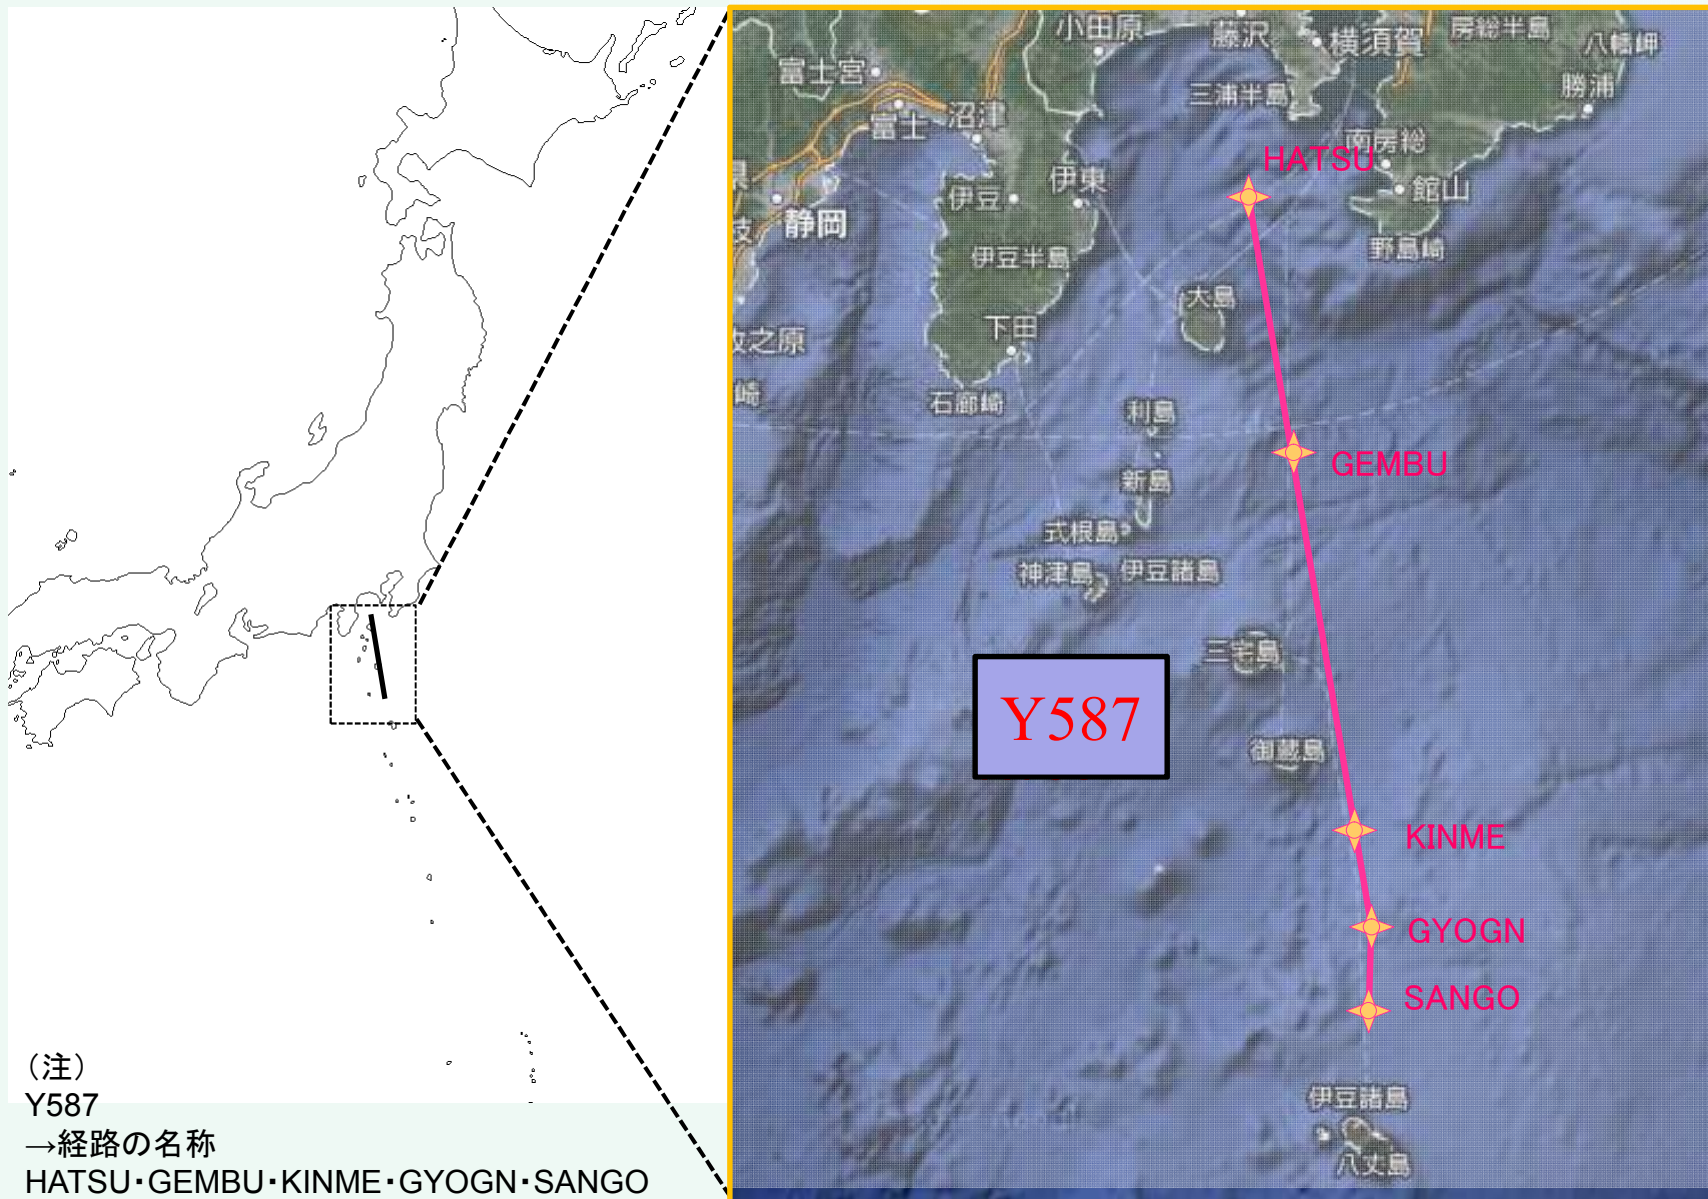 小田原
藤沢
横須賀
房総半島
八幡岬
富士宮
勝浦
三浦半島
富士
沼津
南房総
HATSU
伊豆
伊東
館山
静岡
野島崎
伊豆半島
大島
下田
牧之原
石廊崎
利島
GEMBU
新島
式根島
神津島
伊豆諸島
三宅島
Y587
御蔵島
KINME
GYOGN
SANGO
伊豆諸島
八丈島
（注）
Y587
→経路の名称
HATSU・GEMBU・KINME・GYOGN・SANGO